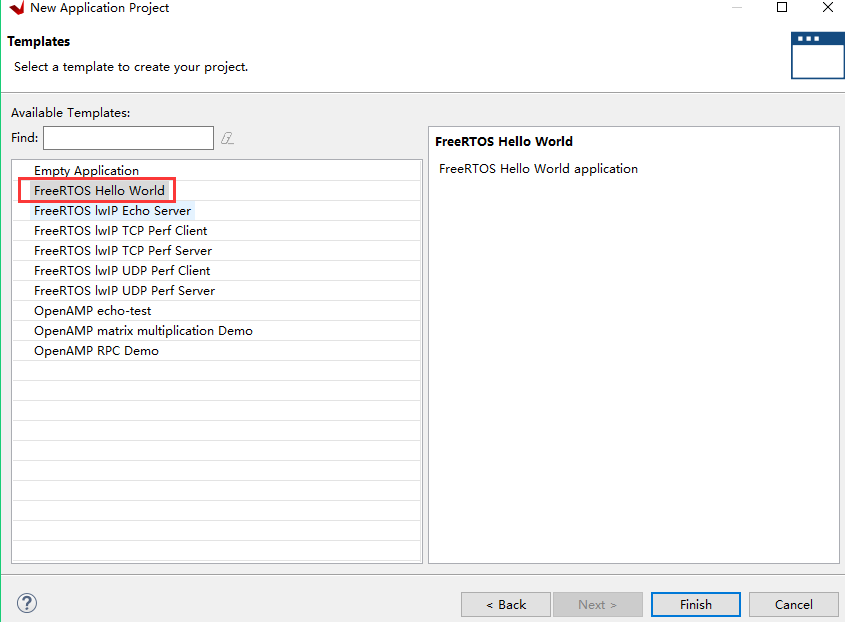 New Application Project
Templates
Select a template to create your project.
Available Templates:
Find:
Empty Application
FreeRTOS Hello World
FreeRTOS lwIP Echo Server
FreeRTOS lwIP TCP Perf Client
FreeRTOS lwIP TCP Perf Server
FreeRTOS lwIP UDP Perf Client
FreeRTOS lwIP UDP Perf Server
OpenAMP echo-test
OpenAMP matrix multiplication Demo
OpenAMP RPC Demo
FreeRTOS Hello World
FreeRTOS Hello World application
?
< Back
Next >
Finish
Cancel